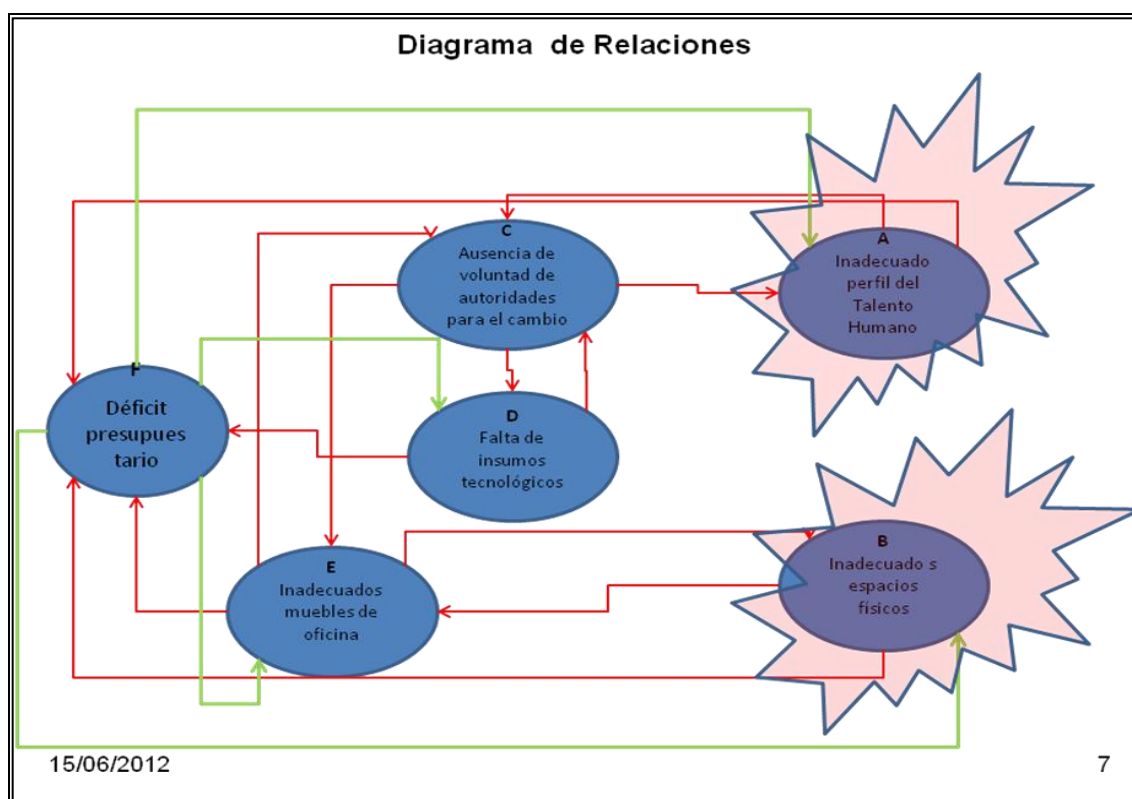 Diagrama de Relaciones
C
Ausencia de
voluntad de
autoridades
para el cambio
A
Inadecuado
perfil del
Talento
Humano
F
Déficit
presupues
tario
D
Falta de
insumos
tecnológicos
E
Inadecuados
muebles de
oficina
B
Inadecuado s
espacios
físicos
15/06/2012
7